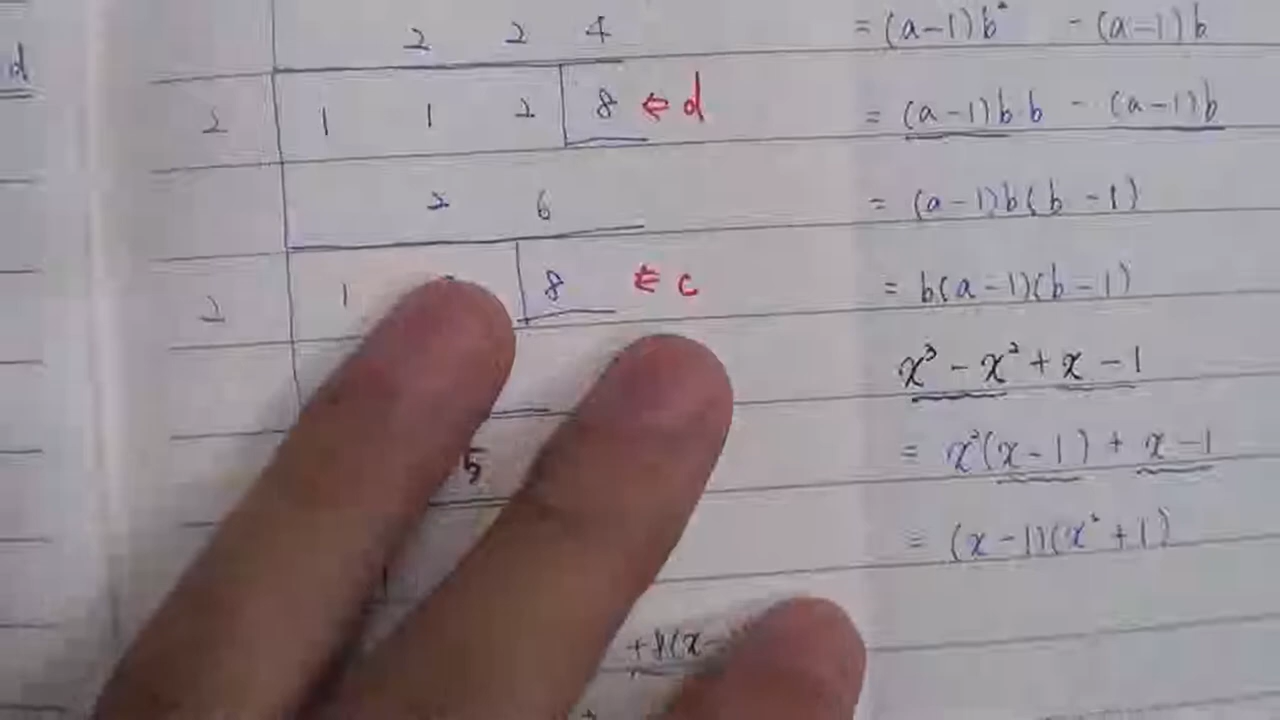 d
2 2 4
2 1 1 2 8 ⇐ d
2 6
2 1 8 ⇐ c
5
+
= (a-1)b² - (a-1)b
= (a-1)b·b - (a-1)b
= (a-1)b(b-1)
= b(a-1)(b-1)
x³ - x² + x - 1
= x²(x-1) + x-1
= (x-1)(x²+1)